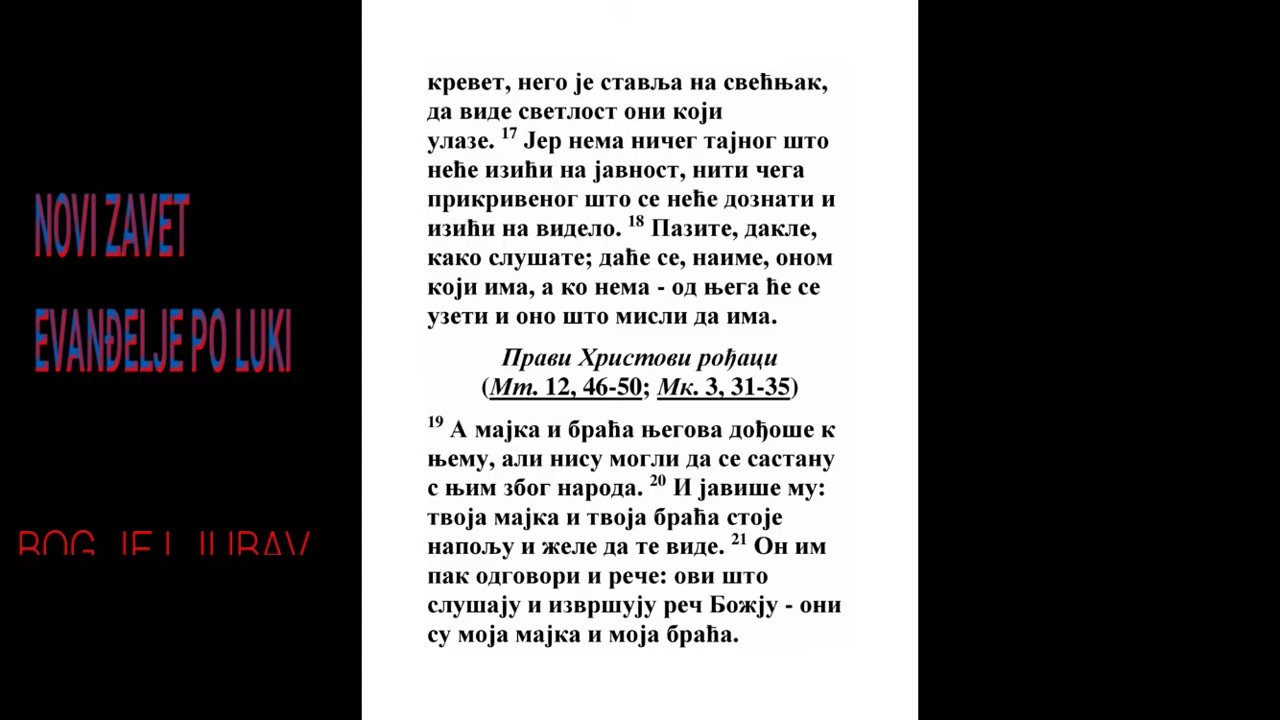 NOVI ZAVET
EVANĐELJE PO LUKI
BOG JE LJUBAV
кревет, него је ставља на свећњак,
да виде светлост они који
улазе. 17 Јер нема ничег тајног што
неће изићи на јавност, нити чега
прикривеног што се неће дознати и
изићи на видело. 18 Пазите, дакле,
како слушате; даће се, наиме, оном
који има, а ко нема - од њега ће се
узети и оно што мисли да има.
Прави Христови рођаци
(Мт. 12, 46-50; Мк. 3, 31-35)
19 А мајка и браћа његова дођоше к
њему, али нису могли да се састану
с њим због народа. 20 И јавише му:
твоја мајка и твоја браћа стоје
напољу и желе да те виде. 21 Он им
пак одговори и рече: ови што
слушају и извршују реч Божју - они
су моја мајка и моја браћа.